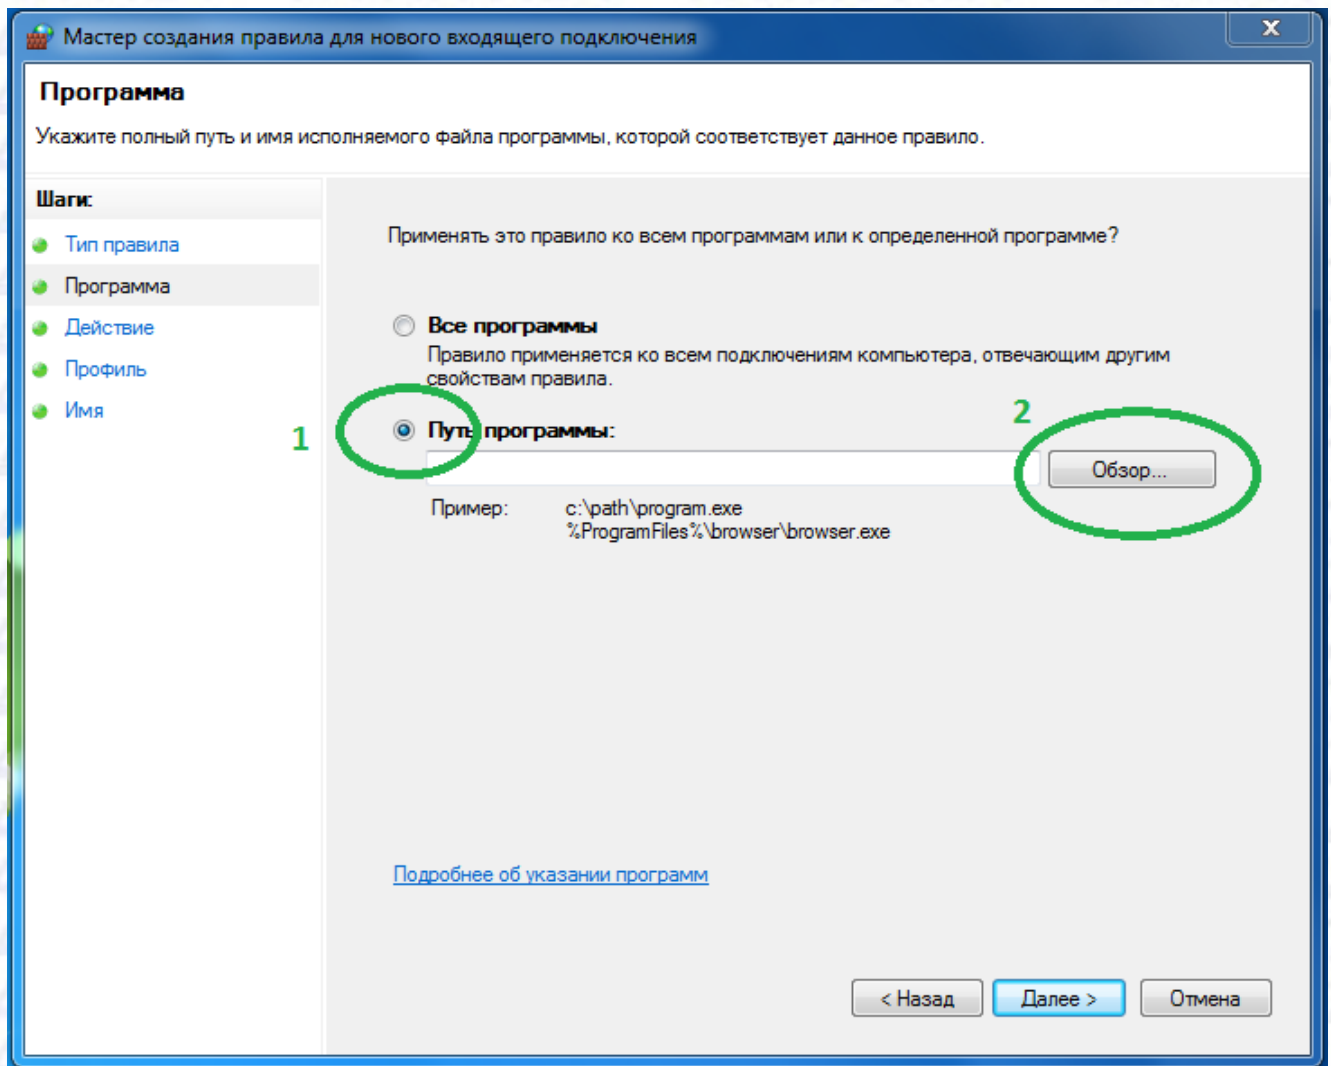 Мастер создания правила для нового входящего подключения
Программа
Укажите полный путь и имя исполняемого файла программы, которой соответствует данное правило.
Шаги:
Тип правила
Программа
Действие
Профиль
Имя
Применять это правило ко всем программам или к определенной программе?
Все программы
Правило применяется ко всем подключениям компьютера, отвечающим другим
свойствам правила.
1
Путь программы:
2
Обзор...
Пример: c:\path\program.exe
%ProgramFiles%\browser\browser.exe
Подробнее об указании программ
< Назад
Далее >
Отмена